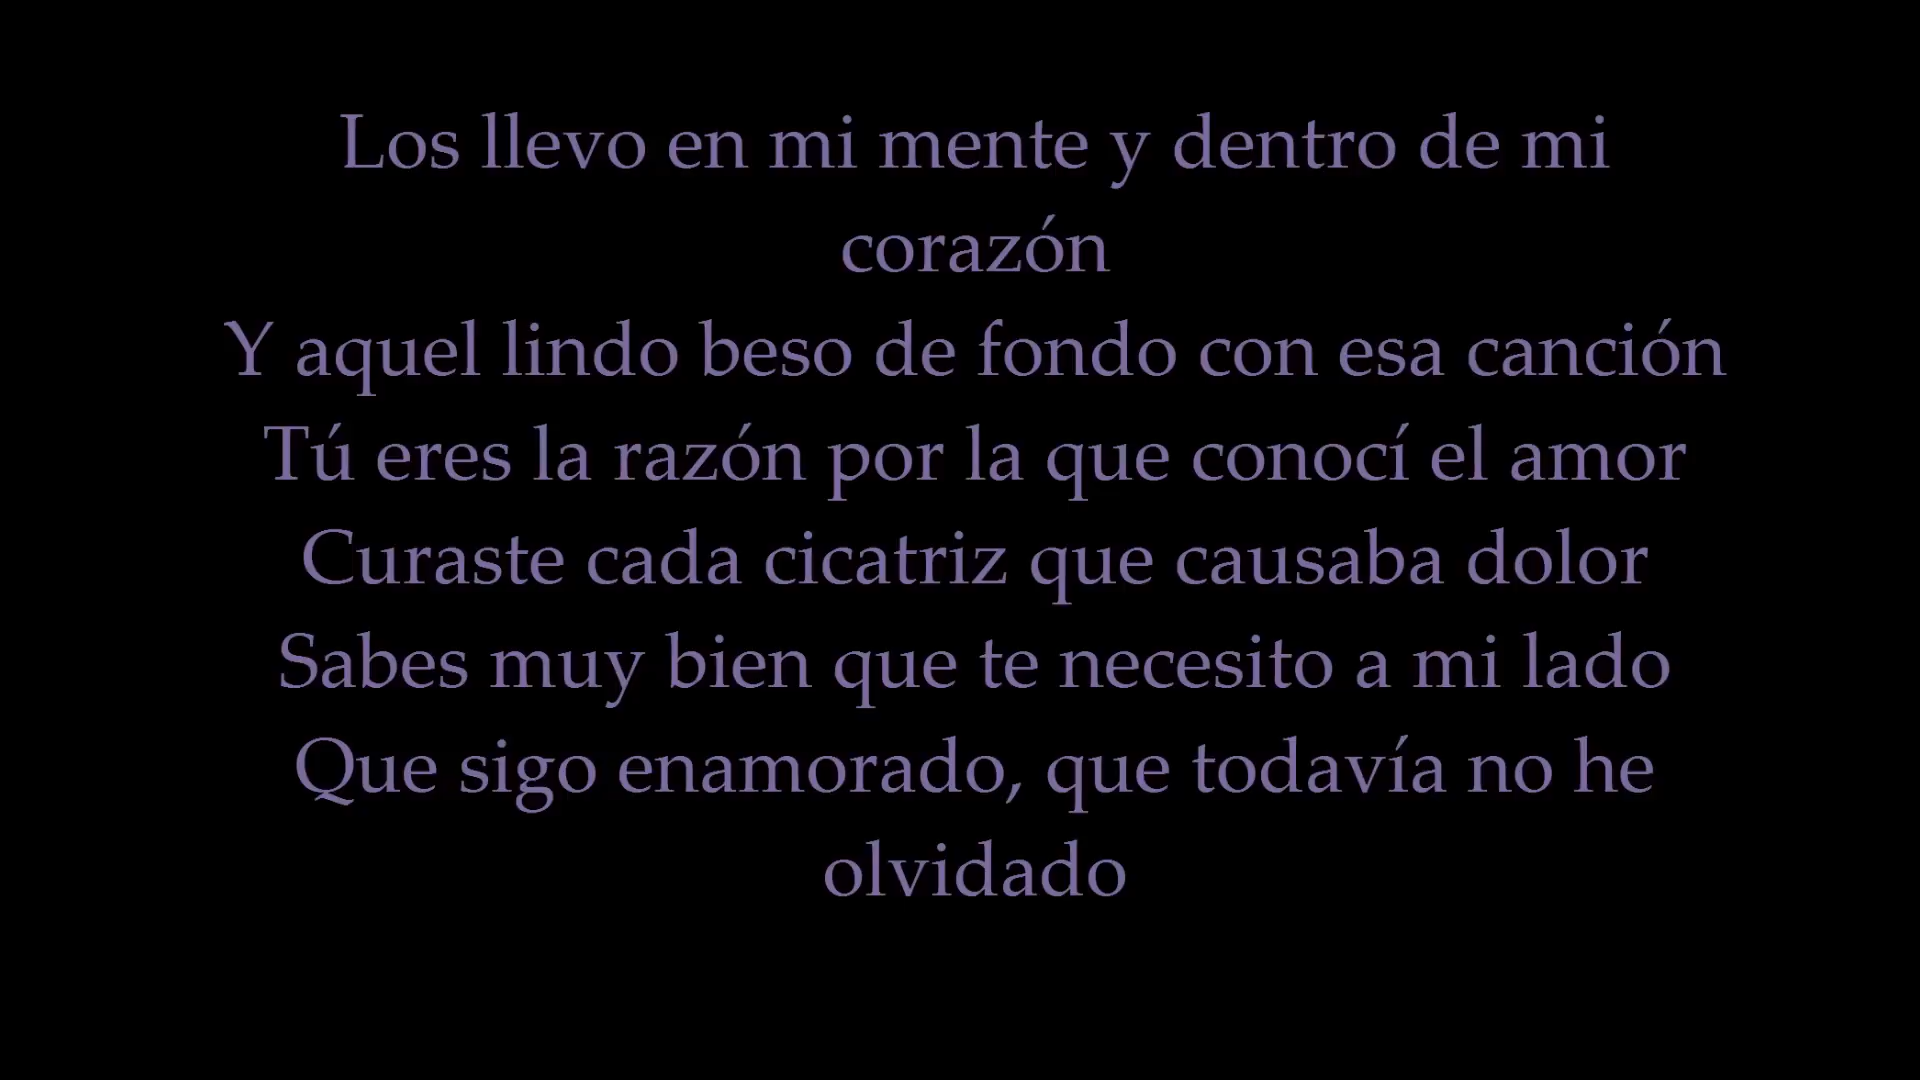 Los llevo en mi mente y dentro de mi
corazón
Y aquel lindo beso de fondo con esa canción
Tú eres la razón por la que conocí el amor
Curaste cada cicatriz que causaba dolor
Sabes muy bien que te necesito a mi lado
Que sigo enamorado, que todavía no he
olvidado